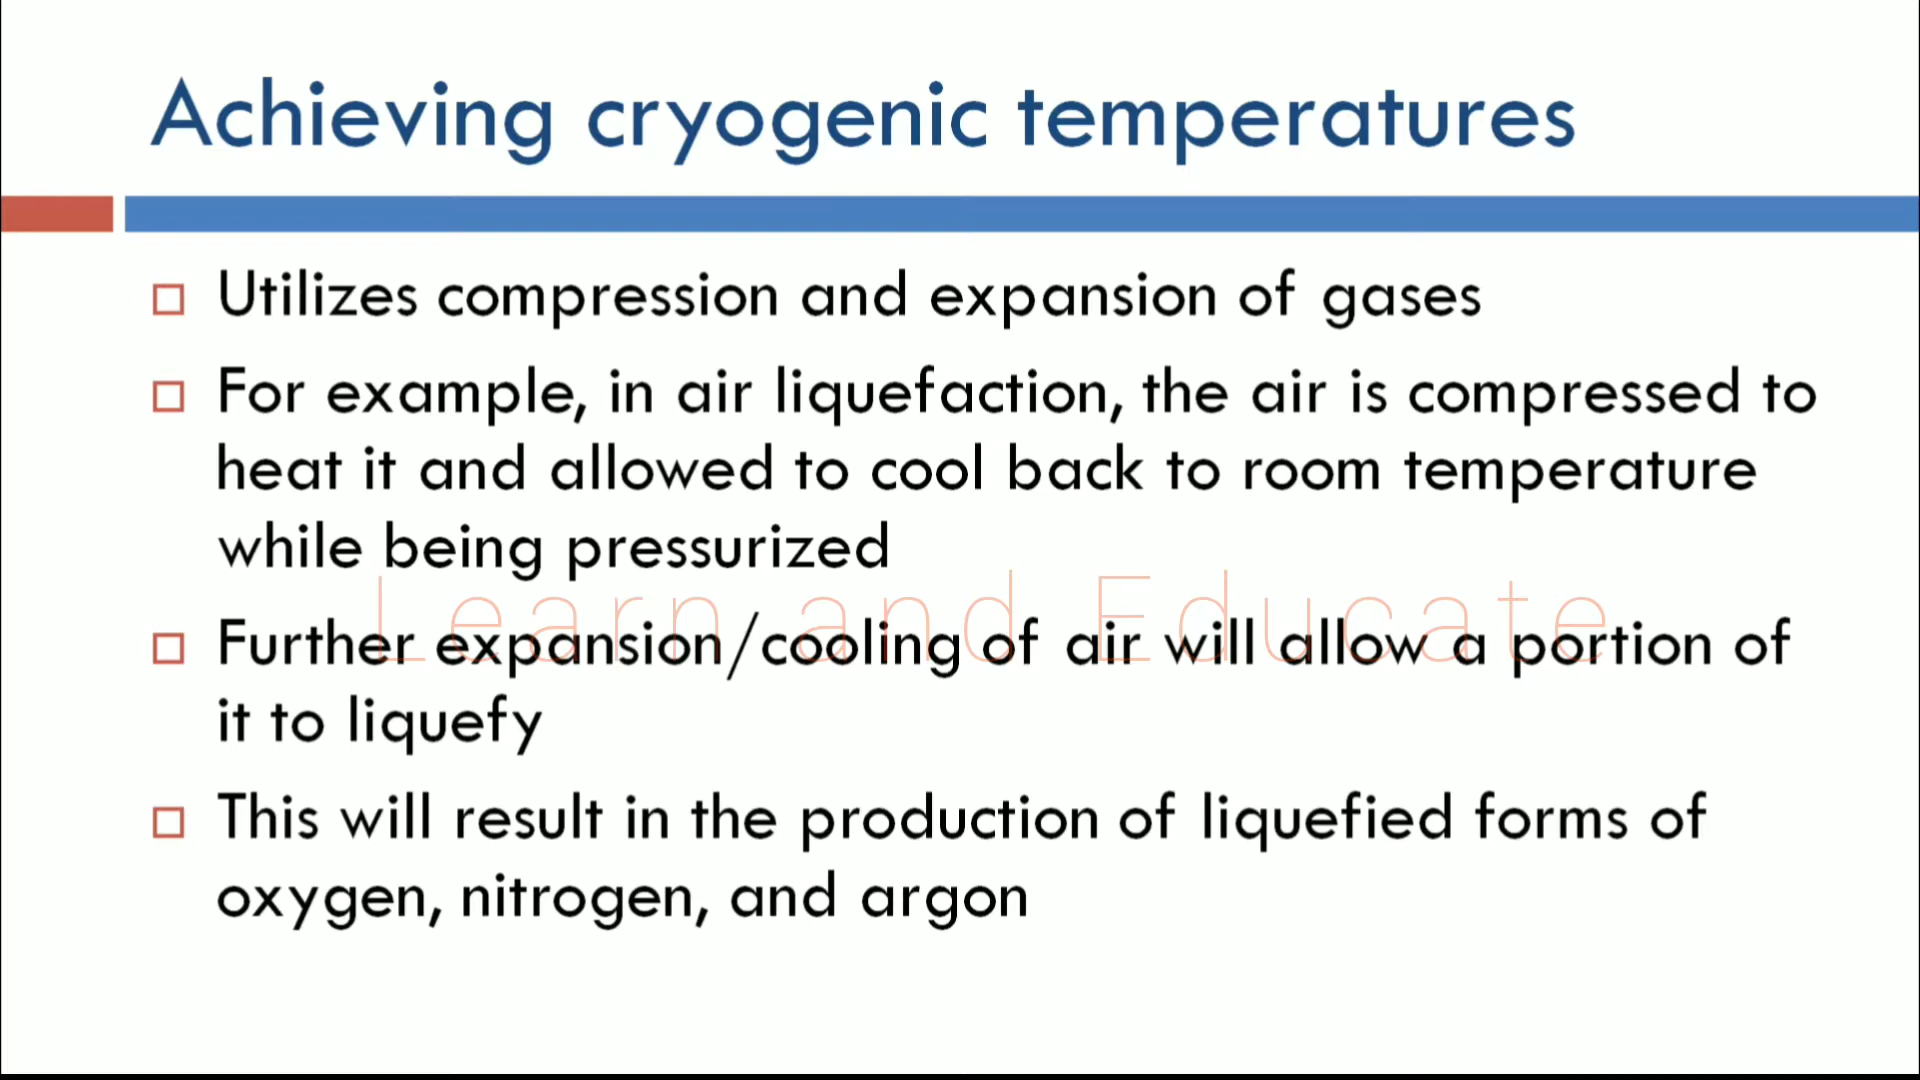 Achieving cryogenic temperatures
Utilizes compression and expansion of gases
For example, in air liquefaction, the air is compressed to
heat it and allowed to cool back to room temperature
while being pressurized
Learn and Educate
Further expansion/cooling of air will allow a portion of
it to liquefy
This will result in the production of liquefied forms of
oxygen, nitrogen, and argon